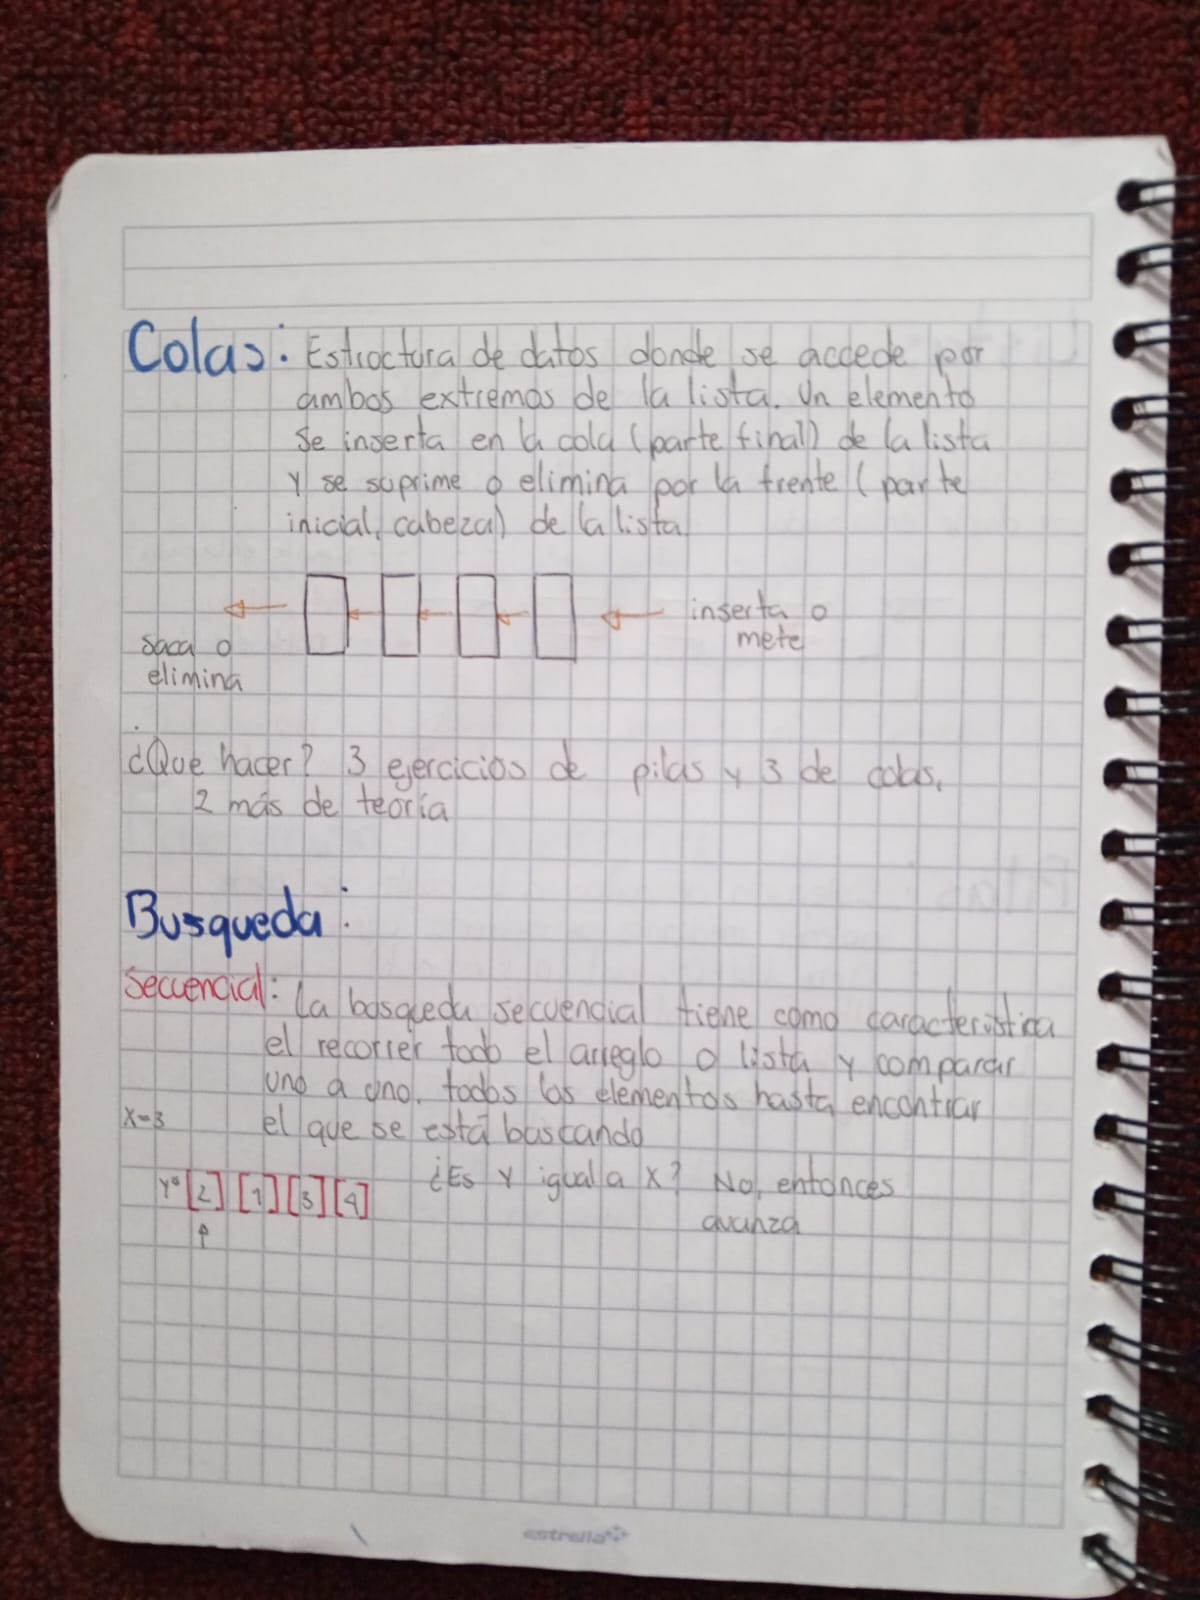 Colas: Estructura de datos donde se accede por
ambos extremos de la lista. Un elemento
se inserta en la cola (parte final) de la lista
y se suprime o elimina por la frente (parte
inicial, cabeza) de la lista.
inserta o
mete
saca o
elimina
¿Que hacer? 3 ejercicios de pilas y 3 de colas.
2 más de teoría
Busqueda:
Secuencial: La busqueda secuencial tiene como caracteristica
el recorrer todo el arreglo o lista y comparar
uno a uno. todos los elementos hasta encontrar
x=3 el que se está buscando
y= [2] [1] [3] [4] ¿Es y igual a x? No, entonces
avanza
estrella